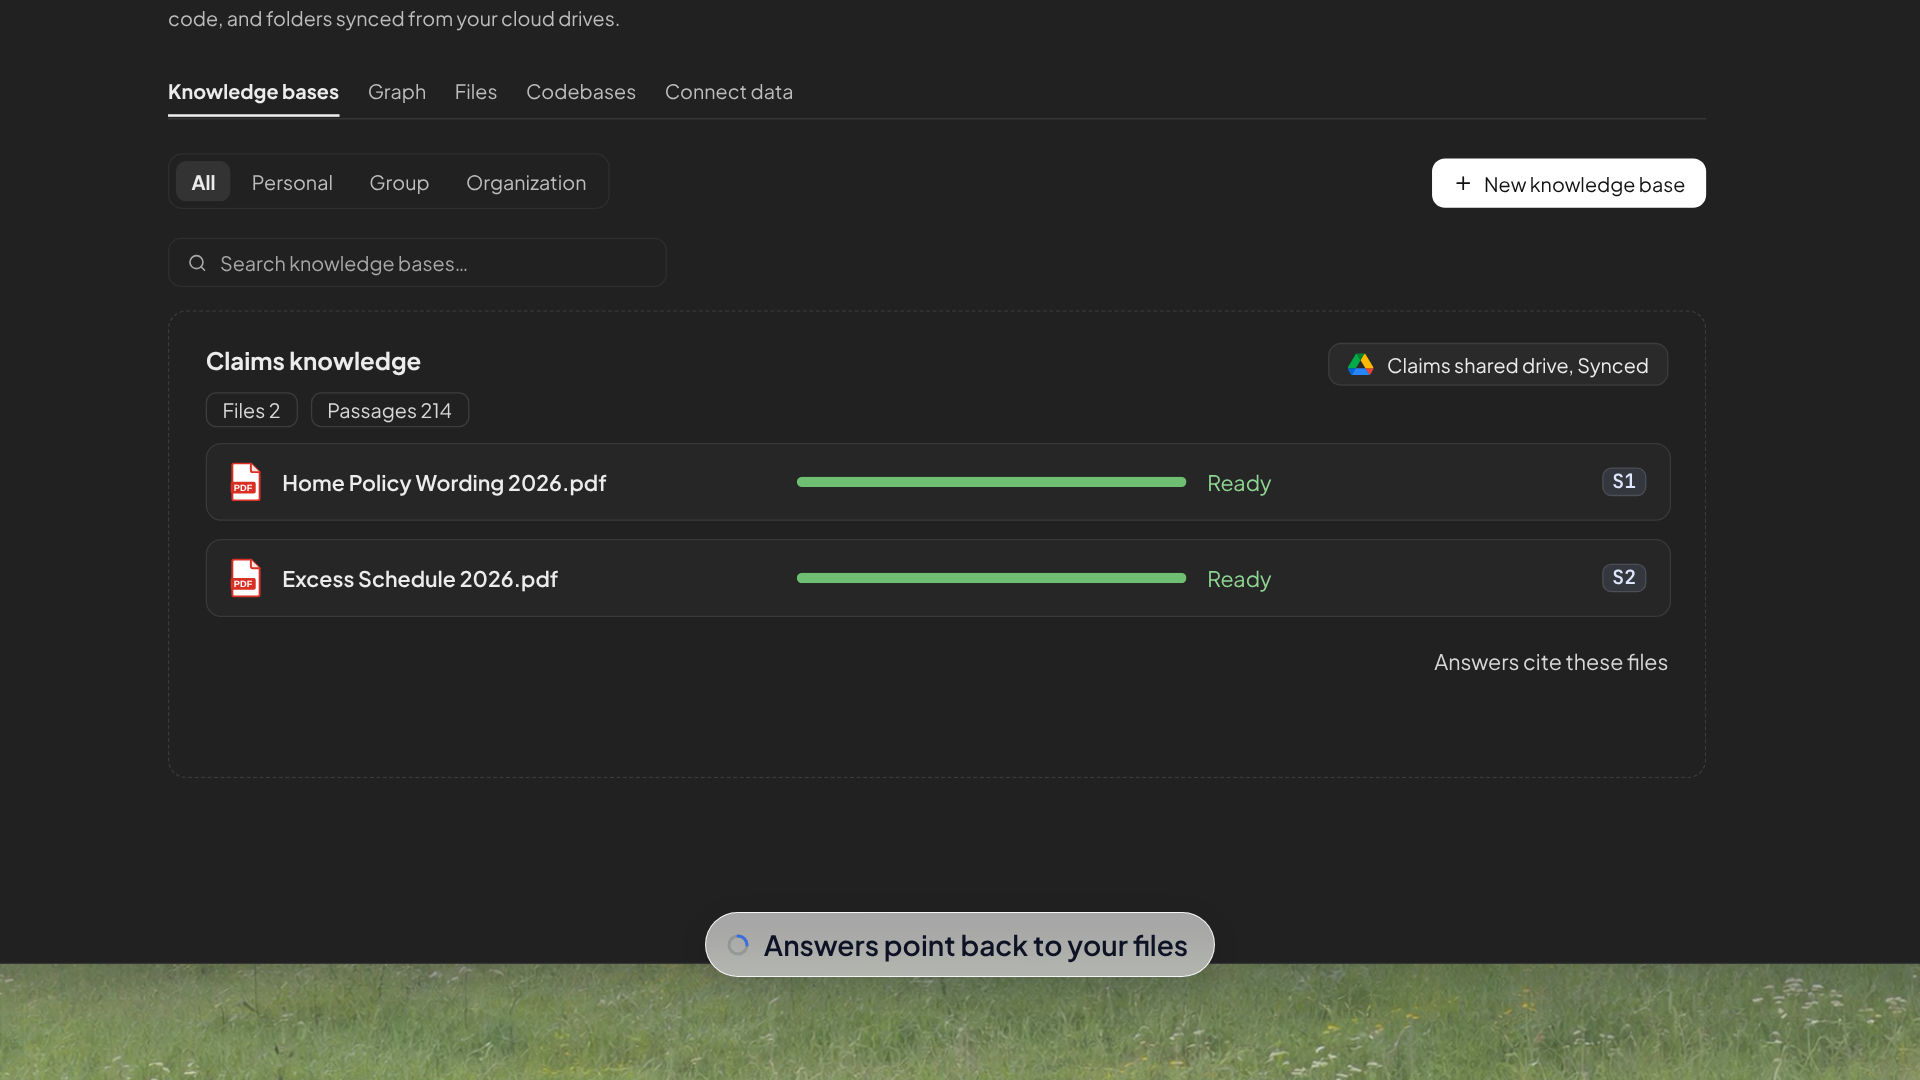 code, and folders synced from your cloud drives.
Knowledge bases Graph Files Codebases Connect data
All Personal Group Organization
+ New knowledge base
Search knowledge bases...
Claims knowledge
Claims shared drive, Synced
Files 2 Passages 214
PDF Home Policy Wording 2026.pdf Ready S1
PDF Excess Schedule 2026.pdf Ready S2
Answers cite these files
Answers point back to your files